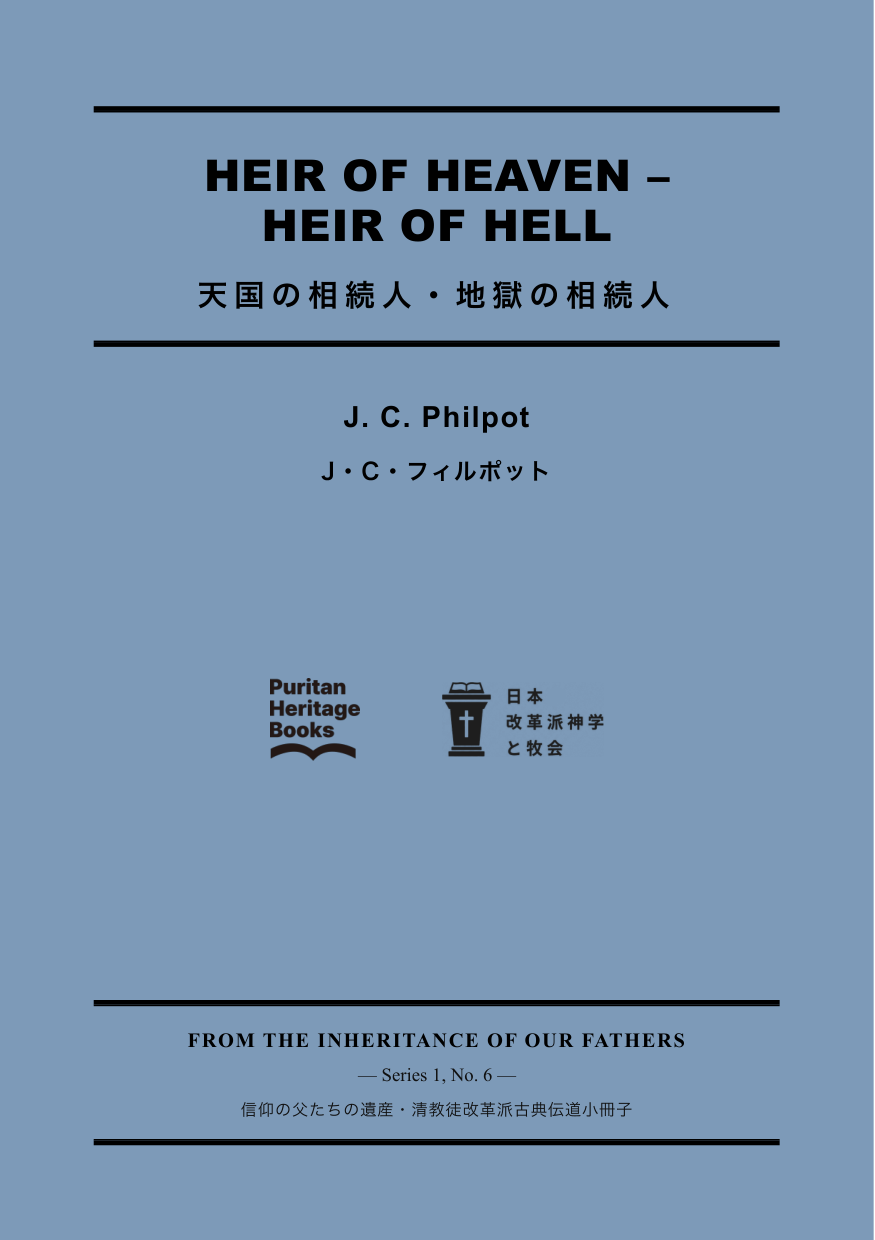 HEIR OF HEAVEN –
HEIR OF HELL
天国の相続人・地獄の相続人
J. C. Philpot
J・C・フィルポット
Puritan
Heritage
Books
日本
改革派神学
と牧会
FROM THE INHERITANCE OF OUR FATHERS
— Series 1, No. 6 —
信仰の父たちの遺産・清教徒改革派古典伝道小冊子